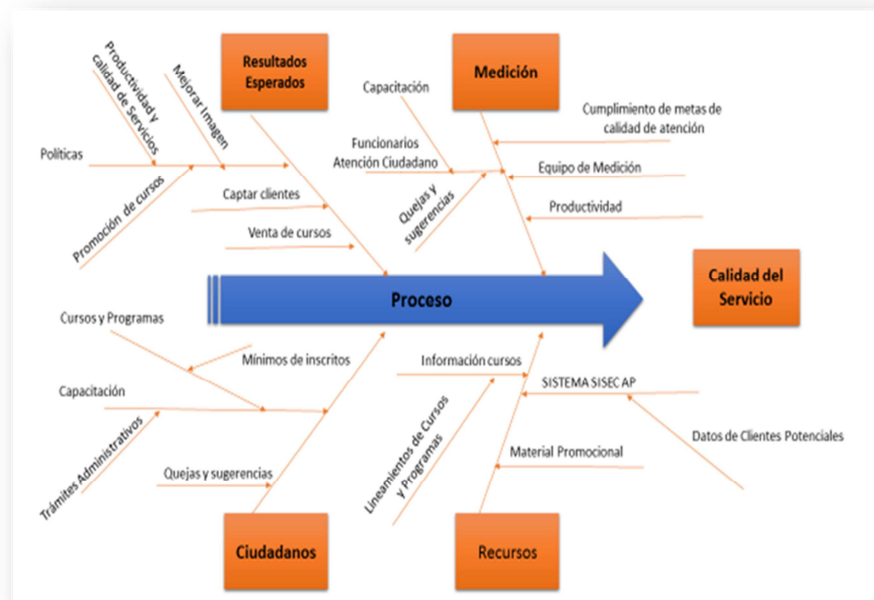 Resultados
Esperados
Medición
Productividad y
calidad de Servicios
Mejorar Imagen
Políticas
Promoción de cursos
Captar clientes
Venta de cursos
Capacitación
Funcionarios
Atención Ciudadano
Quejas y
sugerencias
Cumplimiento de metas de
calidad de atención
Equipo de Medición
Productividad
Proceso
Calidad del
Servicio
Cursos y Programas
Mínimos de inscritos
Capacitación
Trámites Administrativos
Quejas y sugerencias
Información cursos
Lineamientos de Cursos
y Programas
SISTEMA SISEC AP
Datos de Clientes Potenciales
Material Promocional
Ciudadanos
Recursos